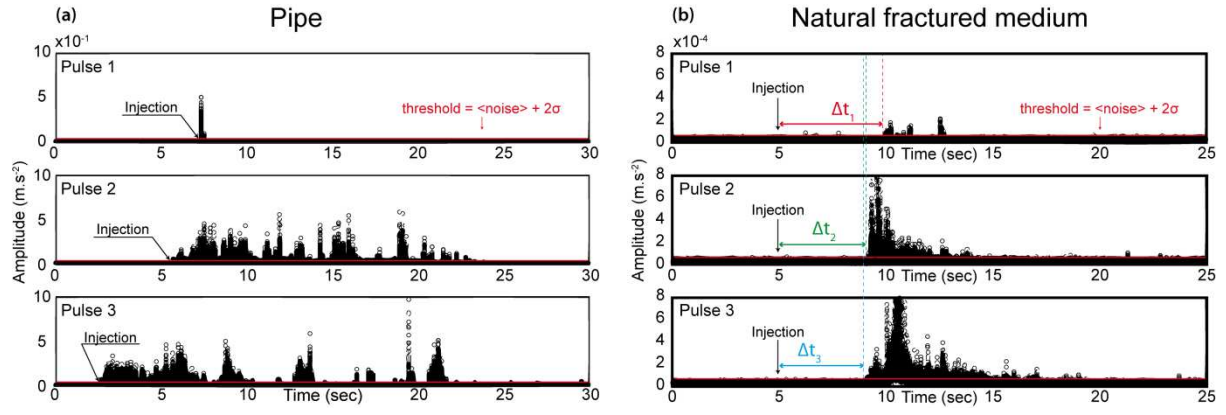 (a) Pipe
x10-1
10
Pulse 1
5
Injection
threshold = <noise> + 2σ
0
0 5 10 15 20 25 30
10
Pulse 2
5
Injection
0
0 5 10 15 20 25 30
10
Pulse 3
5
Injection
0
0 5 10 15 20 25 30
Time (sec)
Amplitude (m.s-2)
(b) Natural fractured medium
x10-4
8
Pulse 1
6
Injection
4
Δt1
threshold = <noise> + 2σ
2
0
0 5 10 15 20 25
Time (sec)
8
Pulse 2
6
Injection
4
Δt2
2
0
0 5 10 15 20 25
Time (sec)
8
Pulse 3
6
Injection
4
Δt3
2
0
0 5 10 15 20 25
Time (sec)
Amplitude (m.s-2)